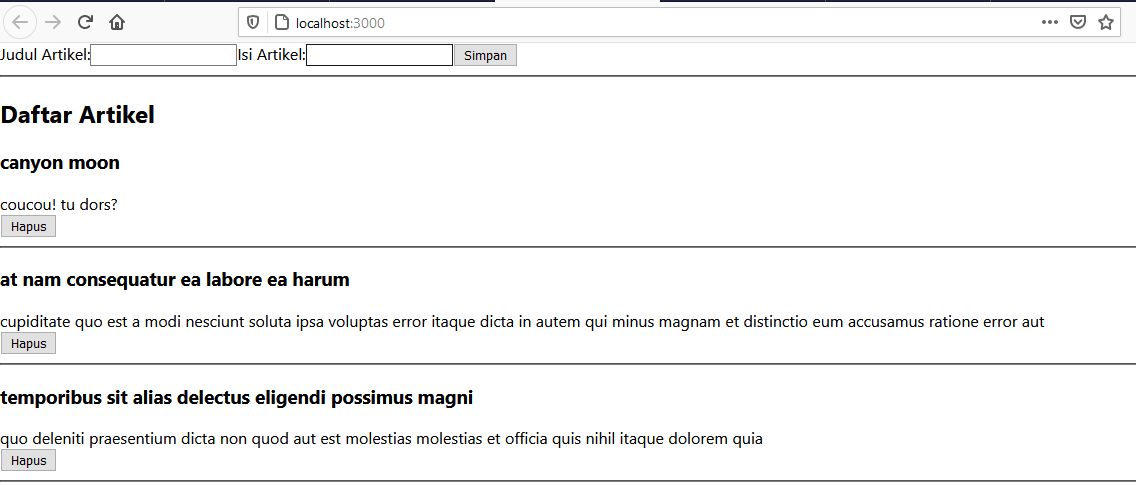 localhost:3000
Judul Artikel: Isi Artikel: Simpan
Daftar Artikel
canyon moon
coucou! tu dors?
Hapus
at nam consequatur ea labore ea harum
cupiditate quo est a modi nesciunt soluta ipsa voluptas error itaque dicta in autem qui minus magnam et distinctio eum accusamus ratione error aut
Hapus
temporibus sit alias delectus eligendi possimus magni
quo deleniti praesentium dicta non quod aut est molestias molestias et officia quis nihil itaque dolorem quia
Hapus